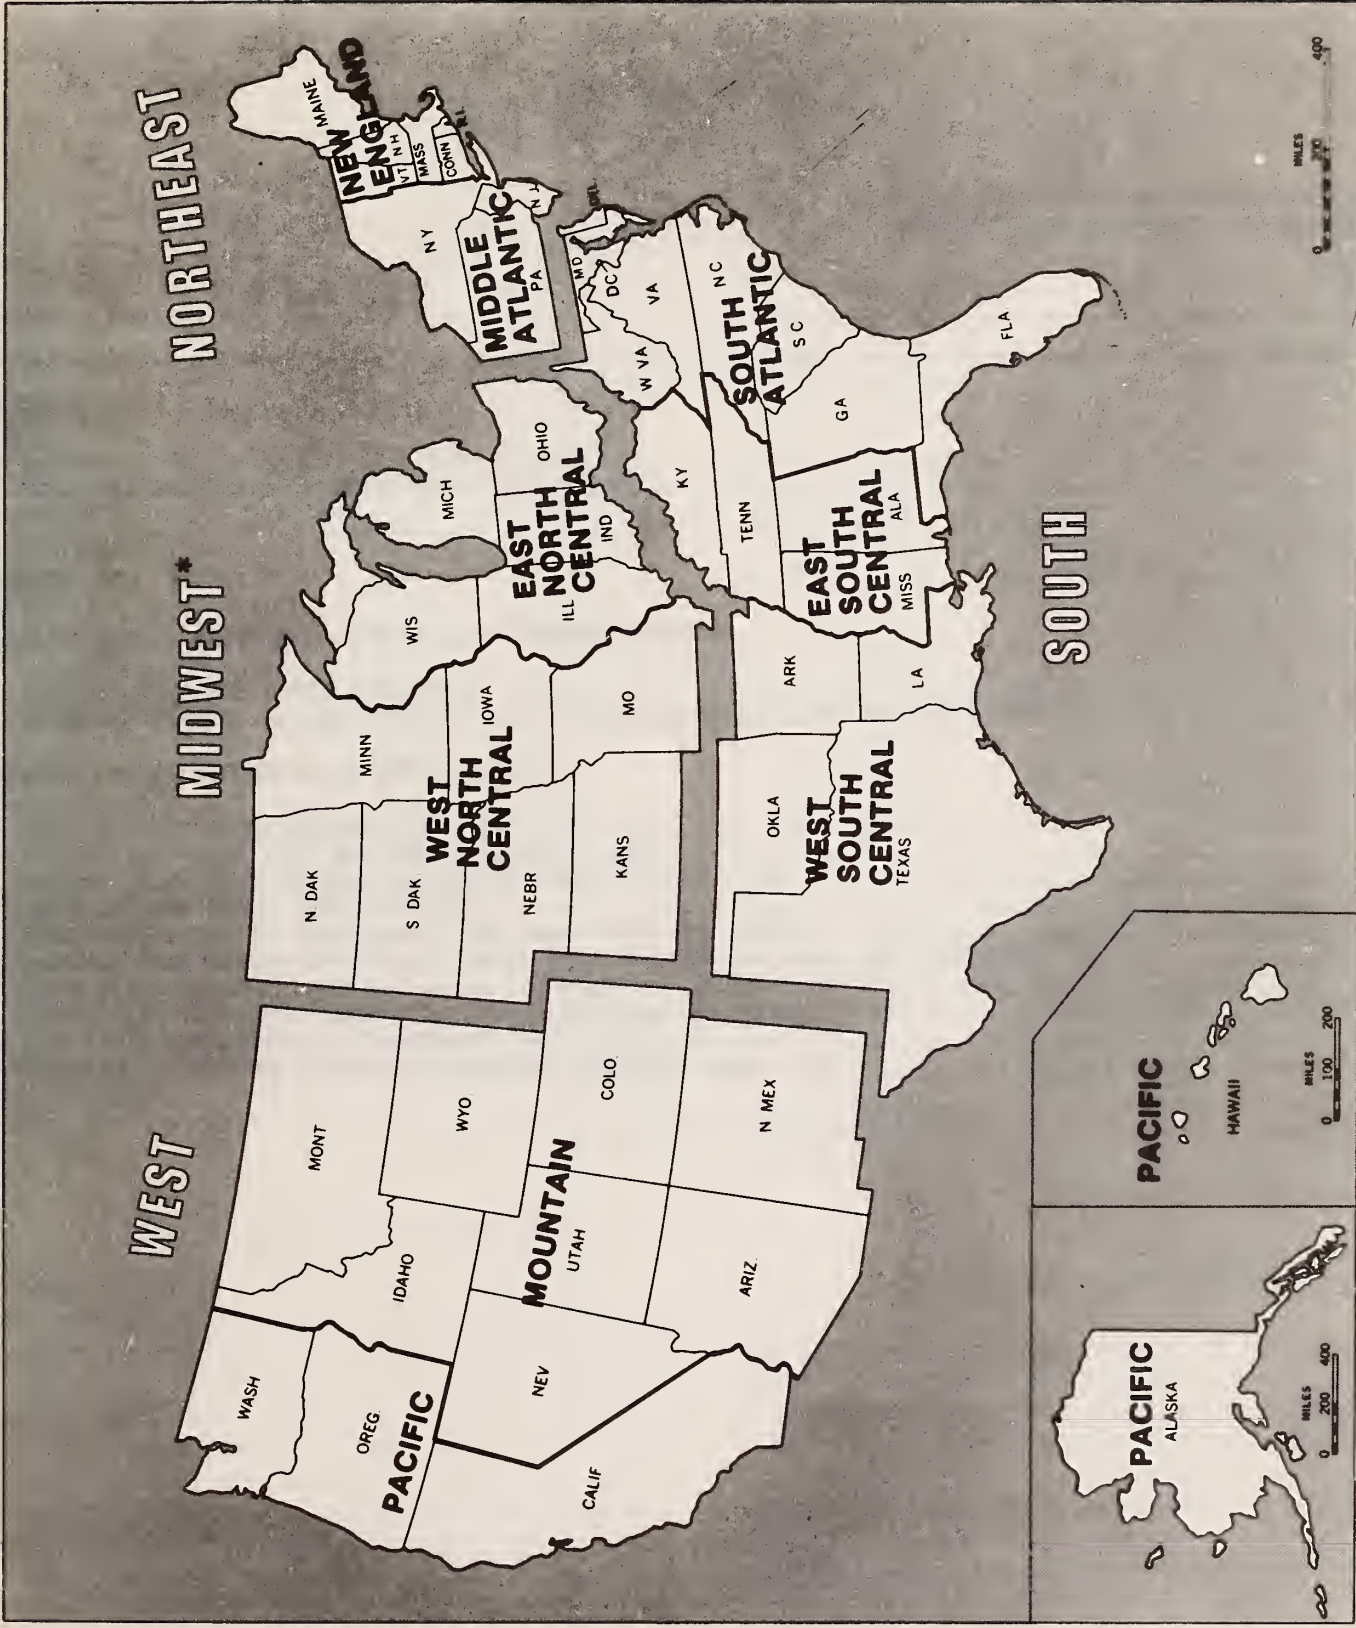 WEST
MIDWEST*
NORTHEAST
SOUTH
PACIFIC
WASH
OREG.
CALIF
MOUNTAIN
MONT
IDAHO
WYO
NEV
UTAH
COLO.
ARIZ.
N MEX
WEST
NORTH
CENTRAL
N. DAK
S DAK
NEBR
KANS
MINN
IOWA
MO
EAST
NORTH
CENTRAL
WIS
MICH
ILL
IND
OHIO
WEST
SOUTH
CENTRAL
TEXAS
OKLA
ARK
LA
EAST
SOUTH
CENTRAL
KY
TENN
MISS
ALA
SOUTH
ATLANTIC
W VA
MD
DEL.
DC
VA
N C
S C
GA
FLA
MIDDLE
ATLANTIC
N Y
PA
N J
NEW
ENGLAND
MAINE
VT
N H
MASS
CONN
R.I.
PACIFIC
ALASKA
MILES
0 200 400
PACIFIC
HAWAII
MILES
0 100 200
MILES
0 200 400